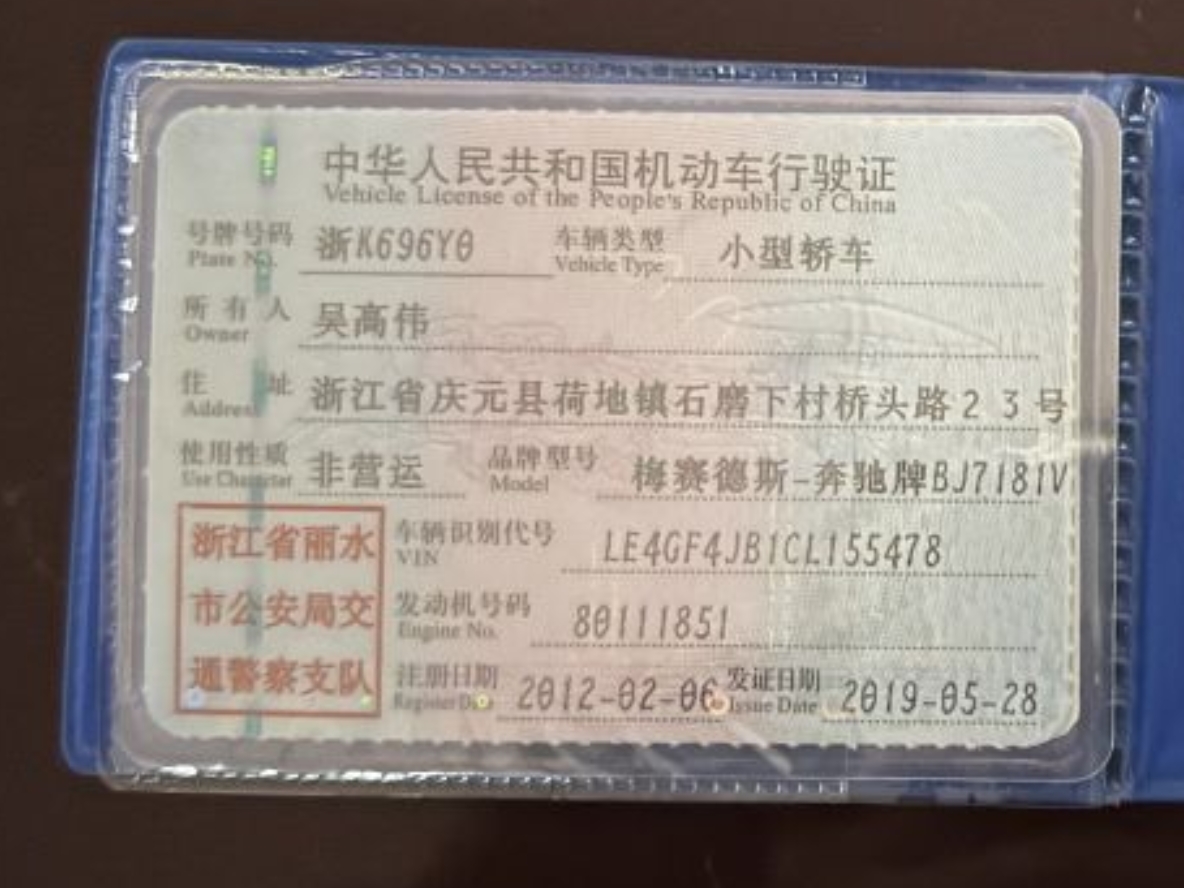 中华人民共和国机动车行驶证
Vehicle License of the People's Republic of China
号牌号码 浙K696Y0 车辆类型 小型轿车
Plate No. Vehicle Type
所有人 吴高伟
Owner
住址 浙江省庆元县荷地镇石磨下村桥头路23号
Address
使用性质 非营运 品牌型号 梅赛德斯-奔驰牌BJ7181V
Use Character Model
浙江省丽水 车辆识别代号 LE4GF4JB1CL155478
VIN
市公安局交 发动机号码 80111851
Engine No.
通警察支队 注册日期 2012-02-06 发证日期 2019-05-28
Register Date Issue Date